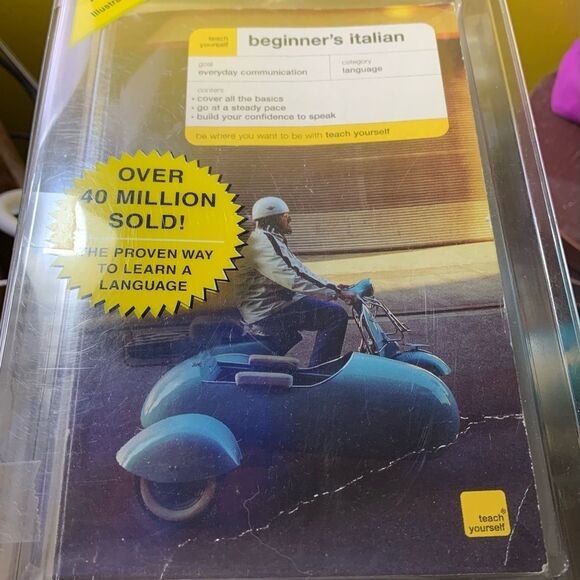 Illustra
teach
yourself
beginner's italian
goal
everyday communication
category
language
content
• cover all the basics
• go at a steady pace
• build your confidence to speak
be where you want to be with teach yourself
OVER
40 MILLION
SOLD!
THE PROVEN WAY
TO LEARN A
LANGUAGE
teach
yourself